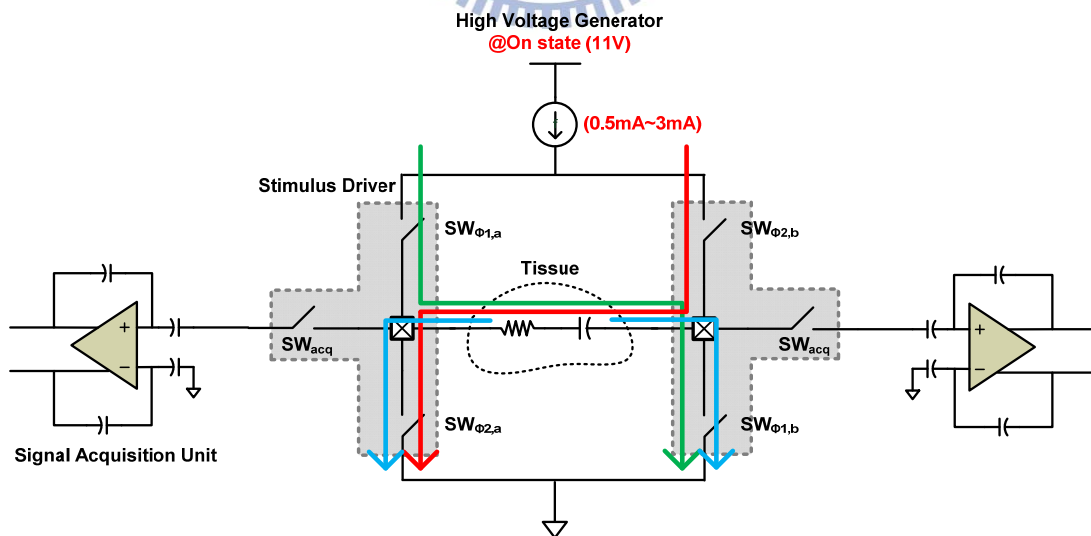 High Voltage Generator
@On state (11V)
(0.5mA~3mA)
Stimulus Driver
SWΦ1,a
SWΦ2,b
Tissue
SWacq
SWacq
+
−
+
−
SWΦ2,a
SWΦ1,b
Signal Acquisition Unit